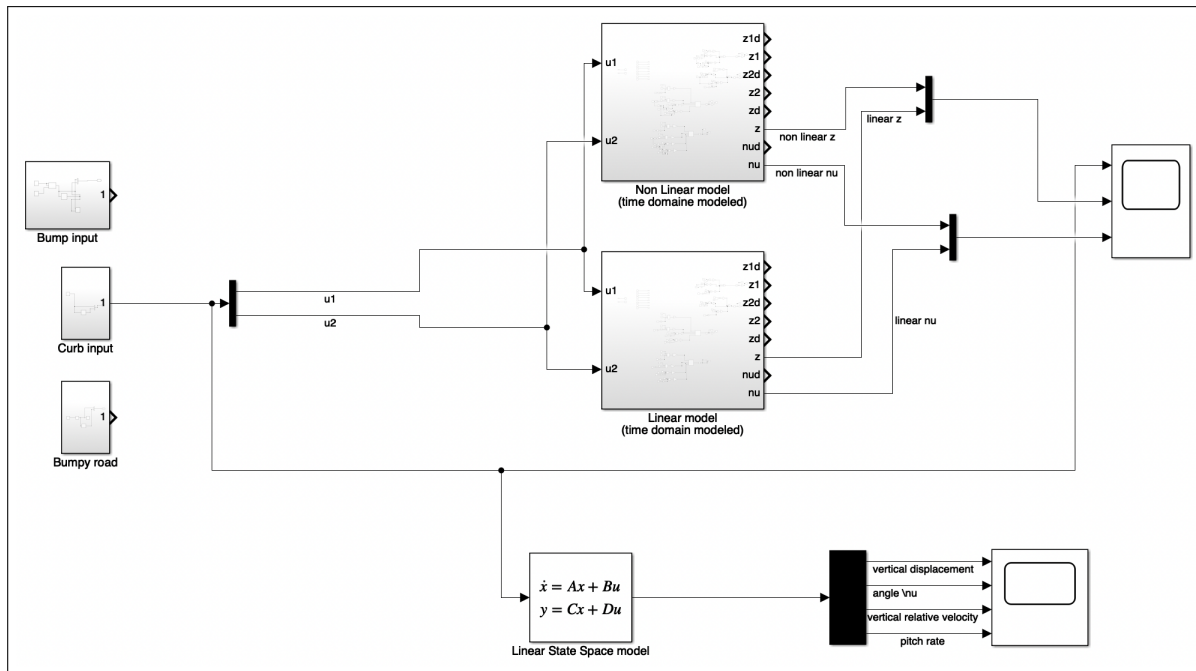 z1d
z1
u1
z2d
z2
zd
linear z
z
non linear z
u2
nud
nu
non linear nu
1
Non Linear model
(time domaine modeled)
Bump input
z1d
z1
u1
z2d
u1
1
z2
linear nu
u2
zd
z
Curb input
u2
nud
nu
1
Linear model
(time domain modeled)
Bumpy road
vertical displacement
ẋ = Ax + Bu
angle \nu
y = Cx + Du
vertical relative velocity
pitch rate
Linear State Space model